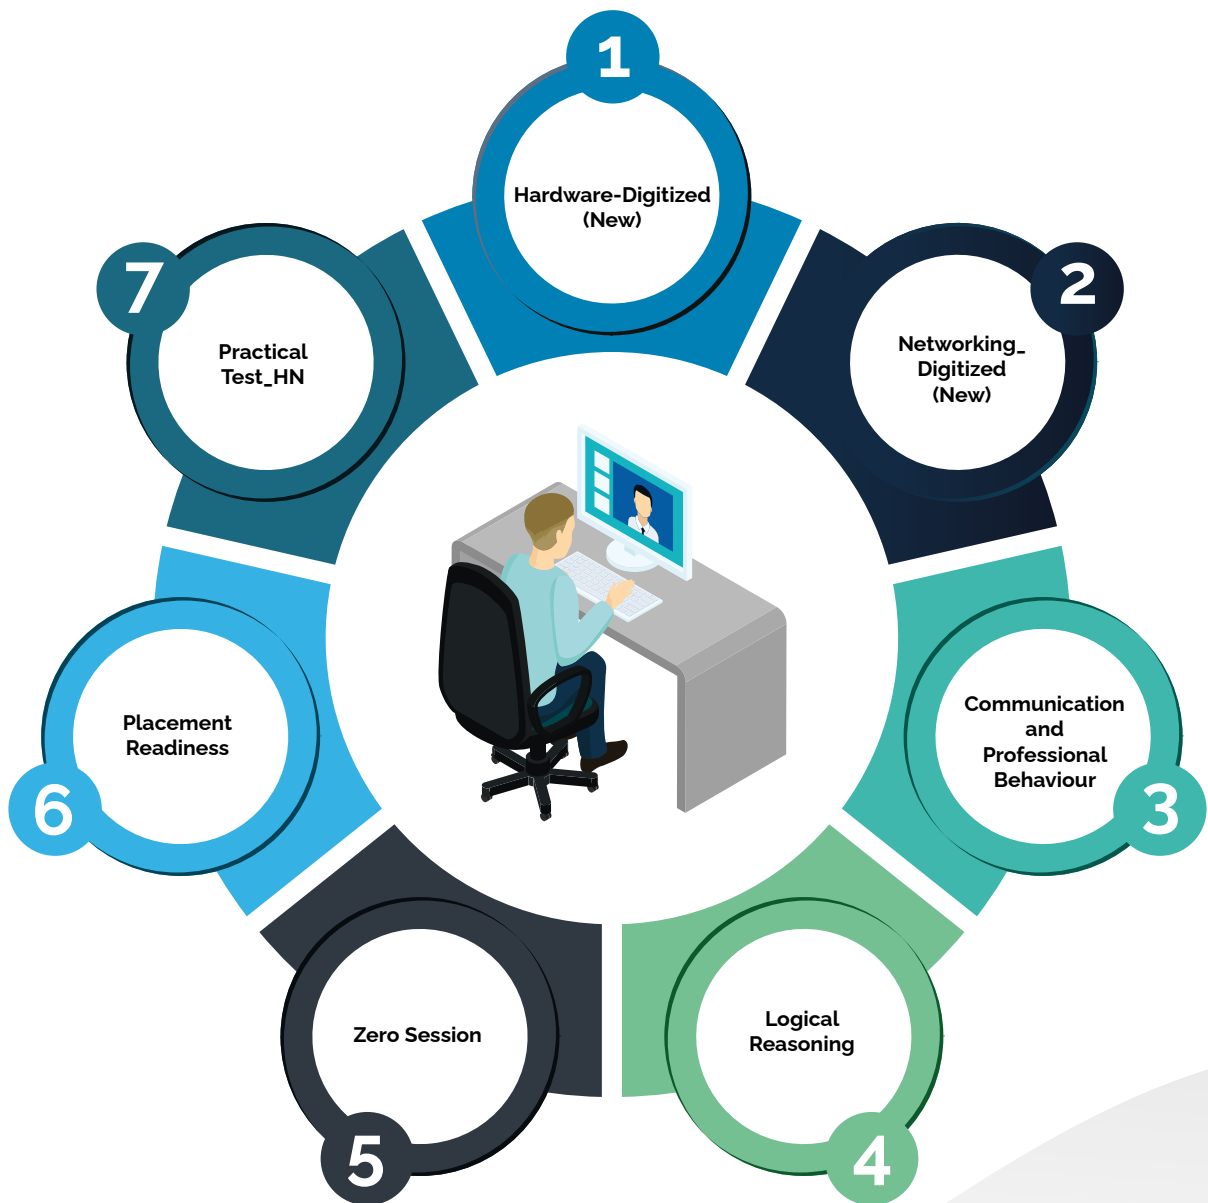 1
Hardware-Digitized
(New)
2
Networking_
Digitized
(New)
3
Communication
and
Professional
Behaviour
4
Logical
Reasoning
5
Zero Session
6
Placement
Readiness
7
Practical
Test_HN